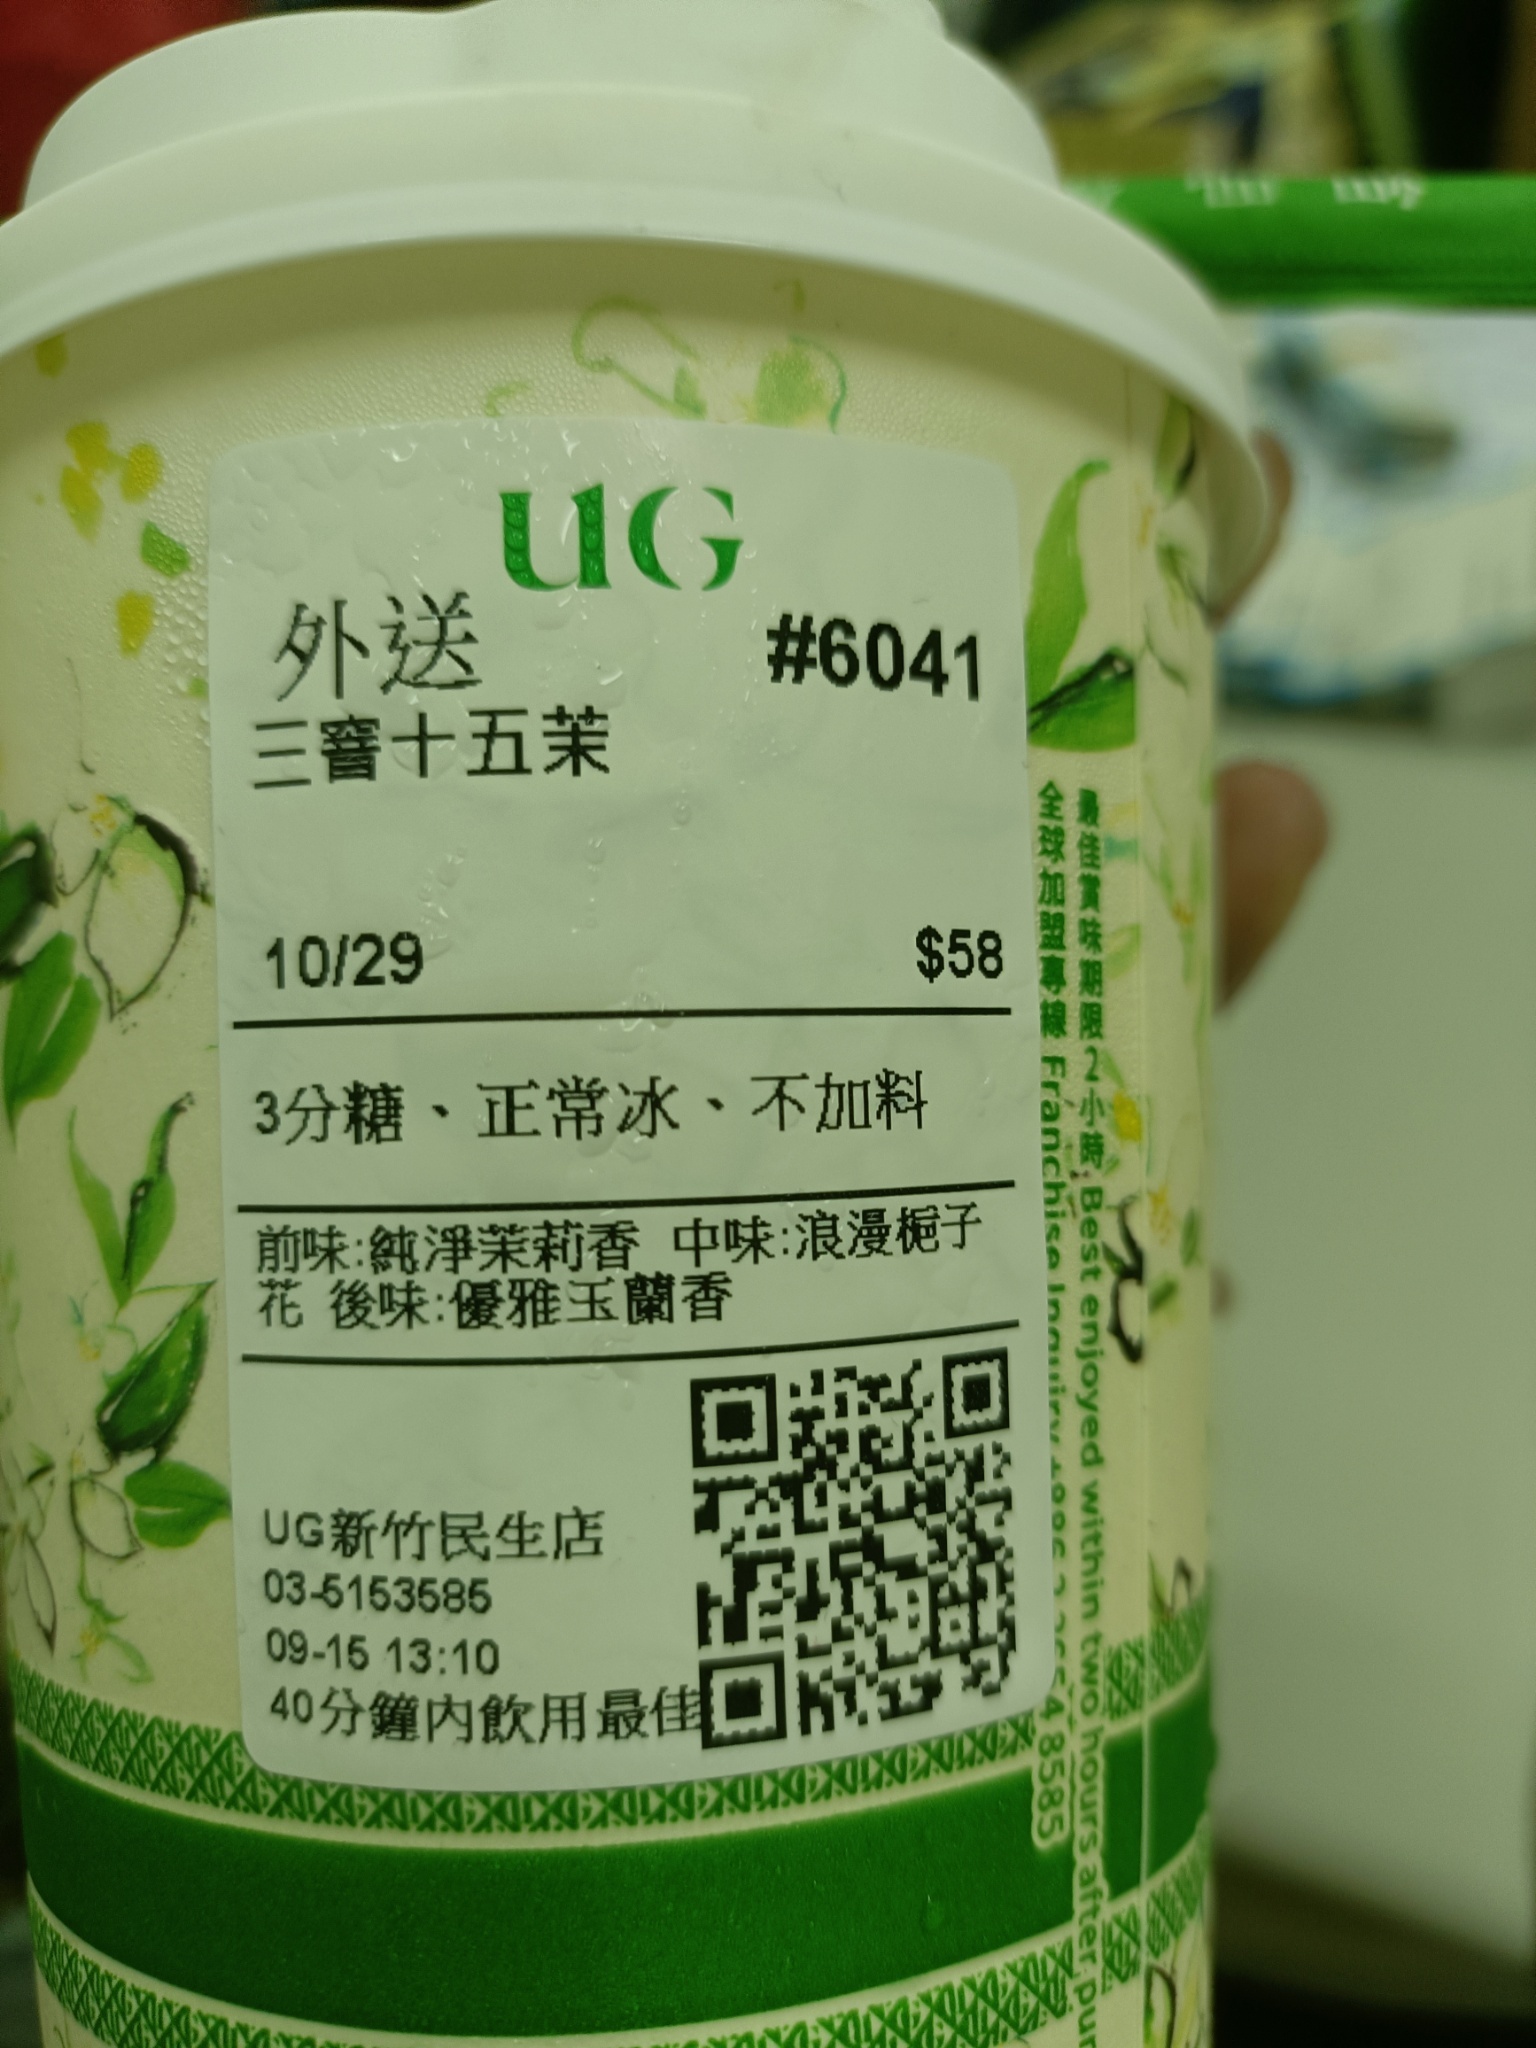 UG
外送 #6041
三窨十五茉
10/29 $58
3分糖、正常冰、不加料
前味:純淨茉莉香 中味:浪漫梔子
花 後味:優雅玉蘭香
UG新竹民生店
03-5153585
09-15 13:10
40分鐘內飲用最佳
最佳賞味期限2小時 Best enjoyed within two hours after pur
全球加盟專線 Franchise Inquiry